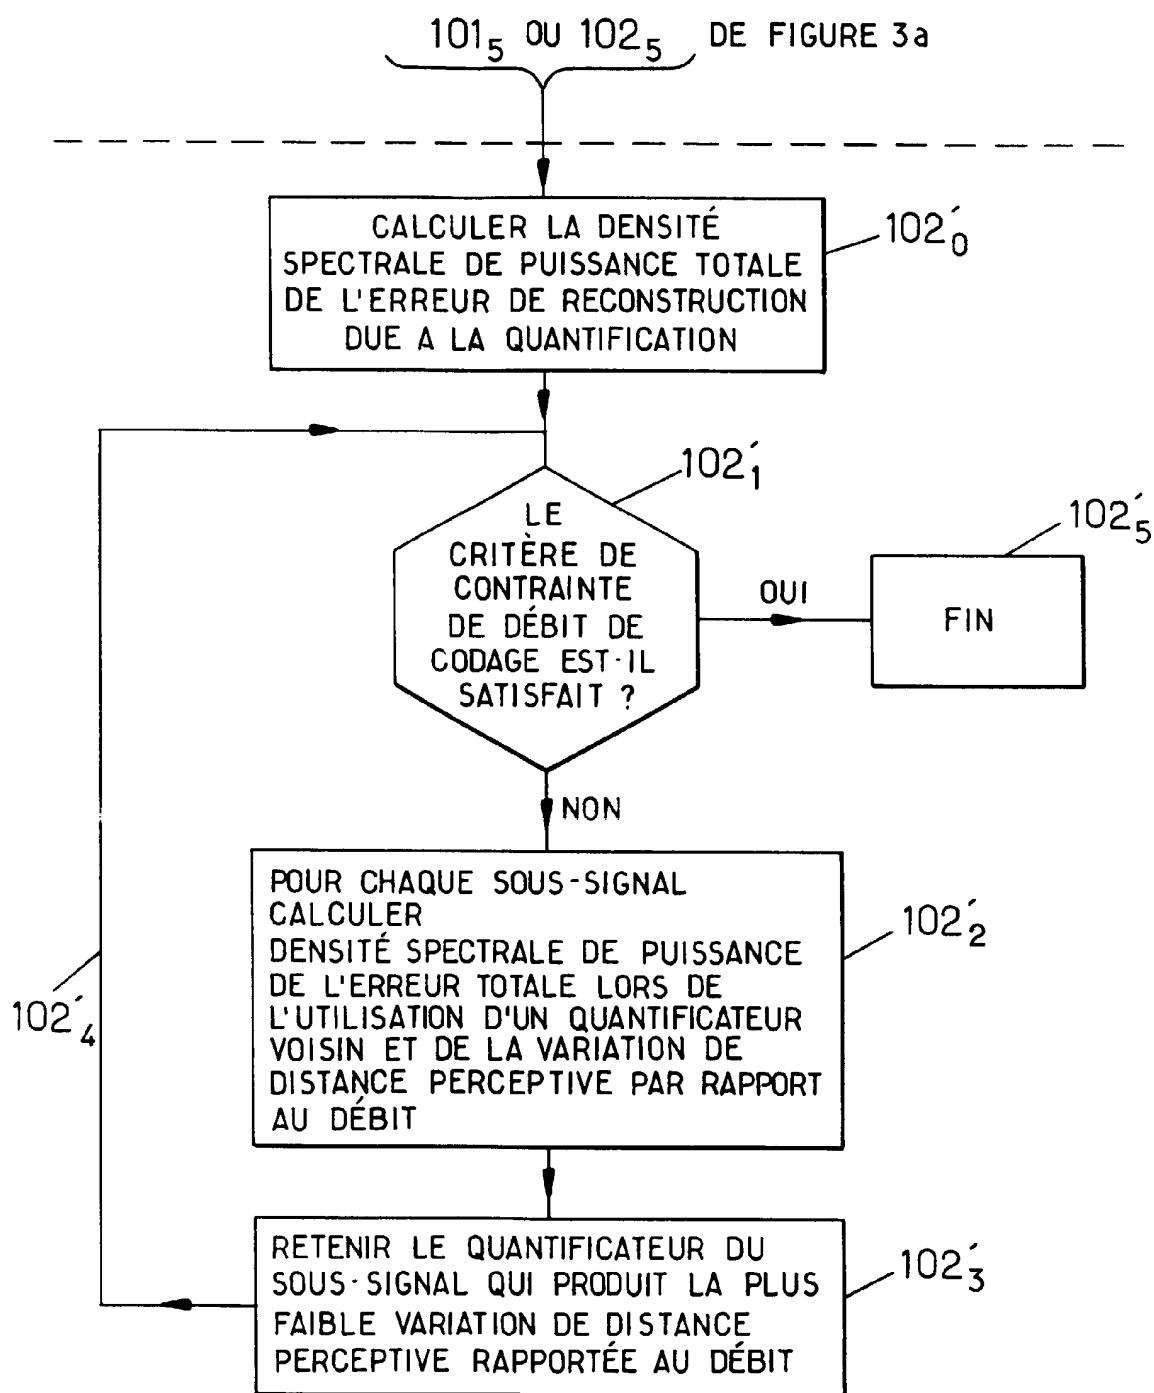 101₅ OU 102₅ DE FIGURE 3a
CALCULER LA DENSITÉ
SPECTRALE DE PUISSANCE TOTALE
DE L'ERREUR DE RECONSTRUCTION
DUE A LA QUANTIFICATION
102′₀
102′₁
LE
CRITÈRE DE
CONTRAINTE
DE DÉBIT DE
CODAGE EST-IL
SATISFAIT ?
OUI
102′₅
FIN
NON
POUR CHAQUE SOUS-SIGNAL
CALCULER
DENSITÉ SPECTRALE DE PUISSANCE
DE L'ERREUR TOTALE LORS DE
L'UTILISATION D'UN QUANTIFICATEUR
VOISIN ET DE LA VARIATION DE
DISTANCE PERCEPTIVE PAR RAPPORT
AU DÉBIT
102′₂
102′₄
RETENIR LE QUANTIFICATEUR DU
SOUS-SIGNAL QUI PRODUIT LA PLUS
FAIBLE VARIATION DE DISTANCE
PERCEPTIVE RAPPORTÉE AU DÉBIT
102′₃